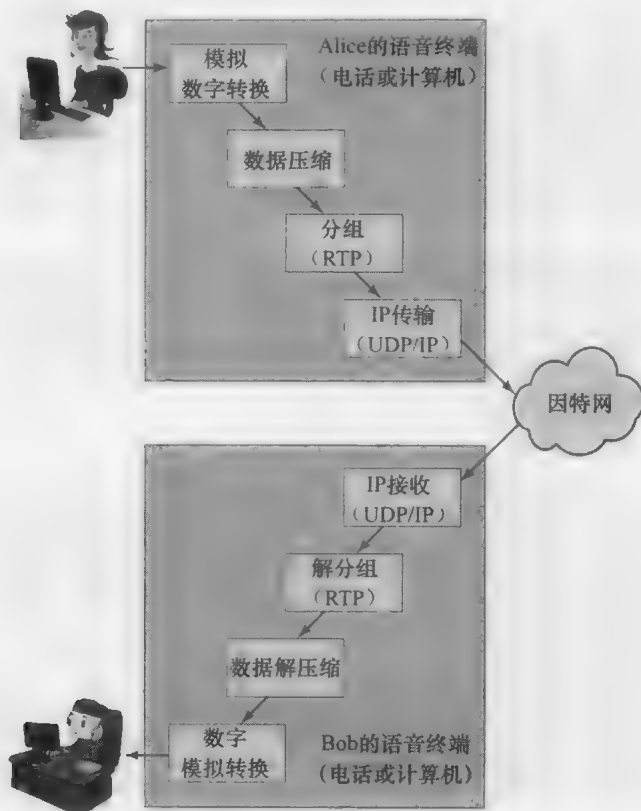 Alice的语音终端
（电话或计算机）
模拟
数字转换
数据压缩
分组
（RTP）
IP传输
（UDP/IP）
因特网
IP接收
（UDP/IP）
解分组
（RTP）
数据解压缩
数字
模拟转换
Bob的语音终端
（电话或计算机）